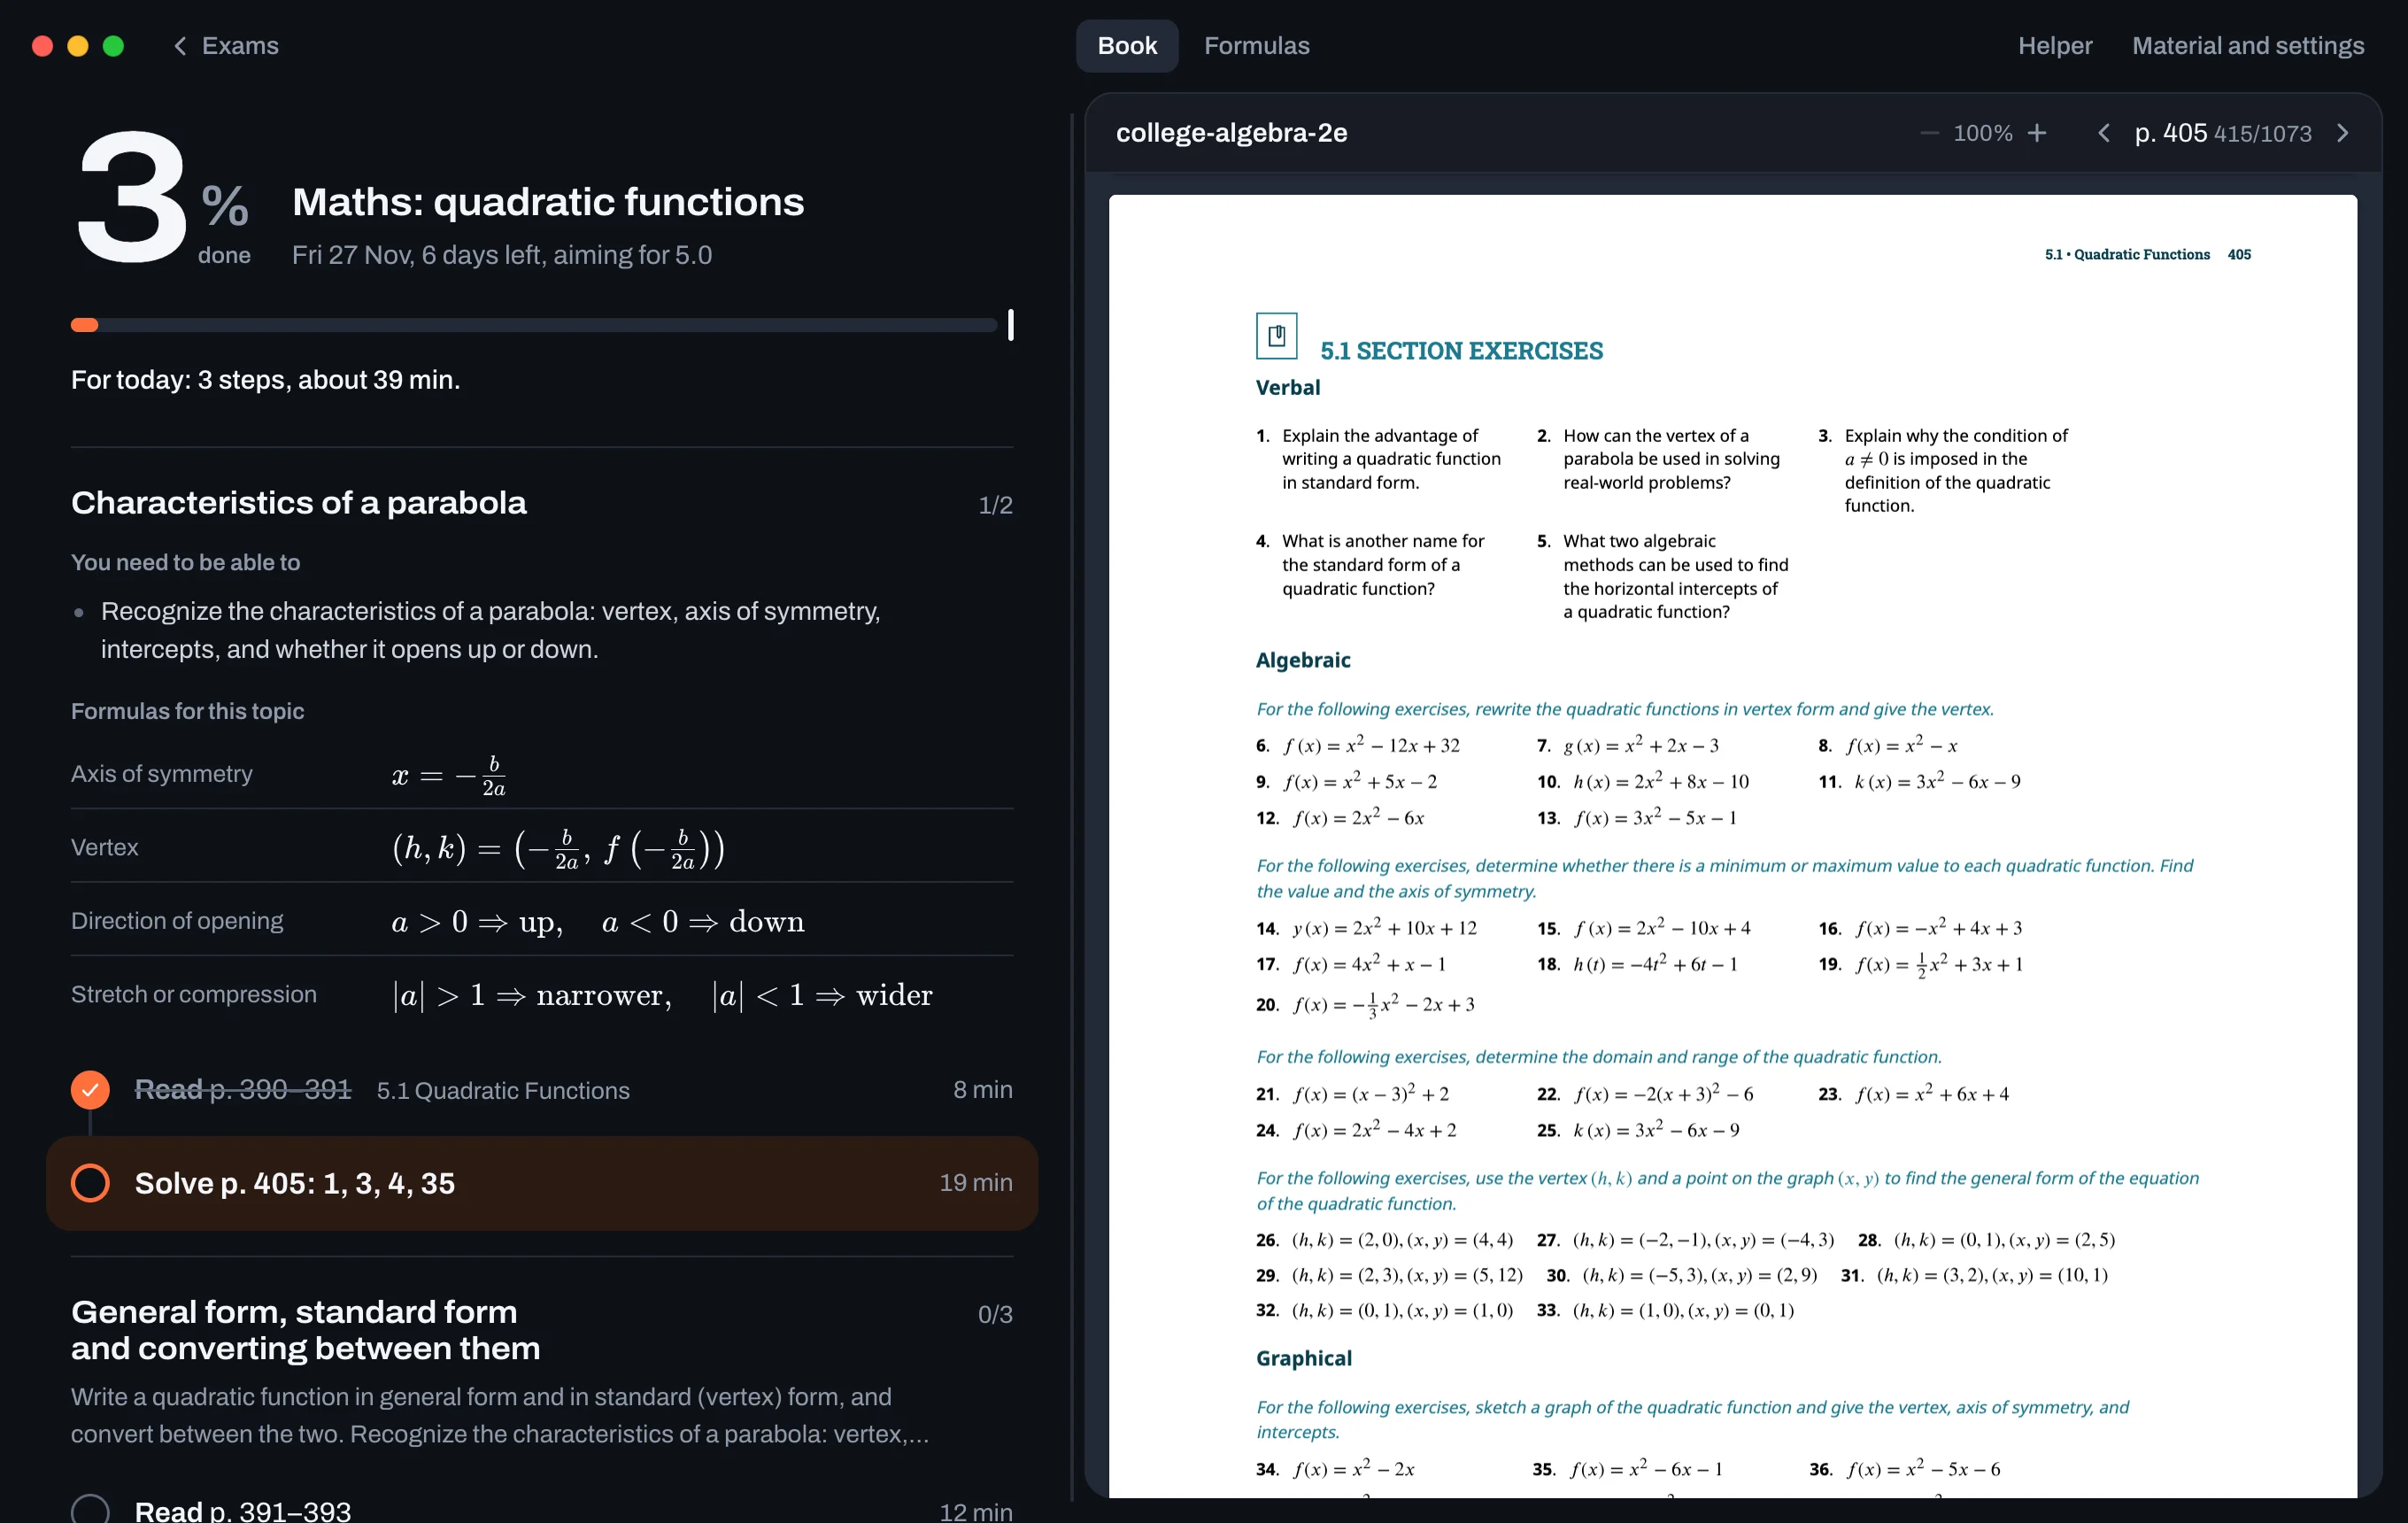 Exams
Book
Formulas
Helper
Material and settings
3 % done
Maths: quadratic functions
Fri 27 Nov, 6 days left, aiming for 5.0
For today: 3 steps, about 39 min.
Characteristics of a parabola 1/2
You need to be able to
• Recognize the characteristics of a parabola: vertex, axis of symmetry,
intercepts, and whether it opens up or down.
Formulas for this topic
Axis of symmetry x = −b/2a
Vertex (h, k) = (−b/2a, f (−b/2a))
Direction of opening a > 0 ⇒ up, a < 0 ⇒ down
Stretch or compression |a| > 1 ⇒ narrower, |a| < 1 ⇒ wider
Read p. 390–391 5.1 Quadratic Functions 8 min
Solve p. 405: 1, 3, 4, 35 19 min
General form, standard form 0/3
and converting between them
Write a quadratic function in general form and in standard (vertex) form, and
convert between the two. Recognize the characteristics of a parabola: vertex,...
Read p. 391–393 12 min
college-algebra-2e − 100% + p. 405 415/1073
5.1 • Quadratic Functions 405
5.1 SECTION EXERCISES
Verbal
1. Explain the advantage of
writing a quadratic function
in standard form.
2. How can the vertex of a
parabola be used in solving
real-world problems?
3. Explain why the condition of
a ≠ 0 is imposed in the
definition of the quadratic
function.
4. What is another name for
the standard form of a
quadratic function?
5. What two algebraic
methods can be used to find
the horizontal intercepts of
a quadratic function?
Algebraic
For the following exercises, rewrite the quadratic functions in vertex form and give the vertex.
6. f(x) = x² − 12x + 32 7. g(x) = x² + 2x − 3 8. f(x) = x² − x
9. f(x) = x² + 5x − 2 10. h(x) = 2x² + 8x − 10 11. k(x) = 3x² − 6x − 9
12. f(x) = 2x² − 6x 13. f(x) = 3x² − 5x − 1
For the following exercises, determine whether there is a minimum or maximum value to each quadratic function. Find
the value and the axis of symmetry.
14. y(x) = 2x² + 10x + 12 15. f(x) = 2x² − 10x + 4 16. f(x) = −x² + 4x + 3
17. f(x) = 4x² + x − 1 18. h(t) = −4t² + 6t − 1 19. f(x) = 1/2x² + 3x + 1
20. f(x) = −1/3x² − 2x + 3
For the following exercises, determine the domain and range of the quadratic function.
21. f(x) = (x − 3)² + 2 22. f(x) = −2(x + 3)² − 6 23. f(x) = x² + 6x + 4
24. f(x) = 2x² − 4x + 2 25. k(x) = 3x² − 6x − 9
For the following exercises, use the vertex (h, k) and a point on the graph (x, y) to find the general form of the equation
of the quadratic function.
26. (h, k) = (2, 0), (x, y) = (4, 4) 27. (h, k) = (−2, −1), (x, y) = (−4, 3) 28. (h, k) = (0, 1), (x, y) = (2, 5)
29. (h, k) = (2, 3), (x, y) = (5, 12) 30. (h, k) = (−5, 3), (x, y) = (2, 9) 31. (h, k) = (3, 2), (x, y) = (10, 1)
32. (h, k) = (0, 1), (x, y) = (1, 0) 33. (h, k) = (1, 0), (x, y) = (0, 1)
Graphical
For the following exercises, sketch a graph of the quadratic function and give the vertex, axis of symmetry, and
intercepts.
34. f(x) = x² − 2x 35. f(x) = x² − 6x − 1 36. f(x) = x² − 5x − 6